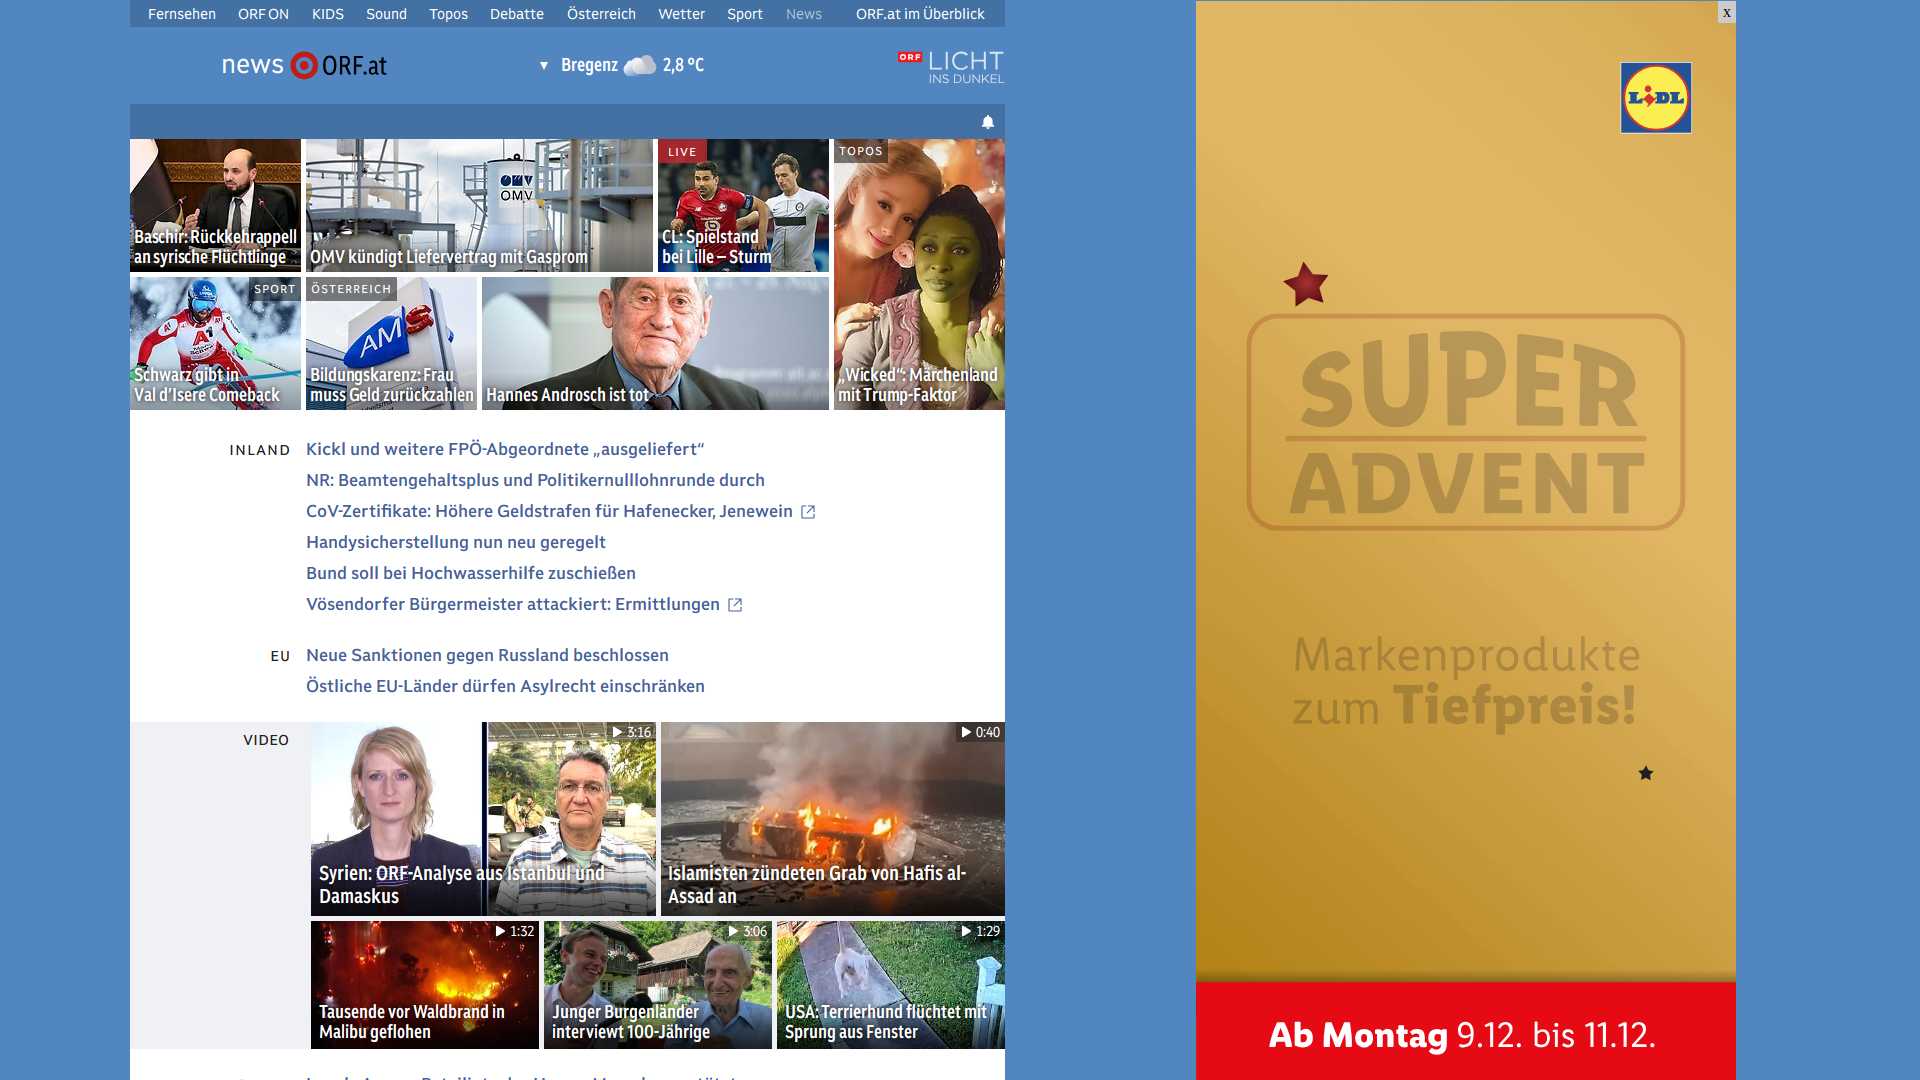 Fernsehen ORF ON KIDS Sound Topos Debatte Österreich Wetter Sport News ORF.at im Überblick
news ORF.at
▼ Bregenz 2,8 °C
ORF LICHT
INS DUNKEL
Baschir: Rückkehrappell
an syrische Flüchtlinge
OMV
OMV
OMV kündigt Liefervertrag mit Gasprom
LIVE
CL: Spielstand
bei Lille – Sturm
TOPOS
„Wicked“: Märchenland
mit Trump-Faktor
SPORT
A1
Schwarz gibt in
Val d’Isere Comeback
ÖSTERREICH
AM
Bildungskarenz: Frau
muss Geld zurückzahlen
Hannes Androsch ist tot
INLAND
Kickl und weitere FPÖ-Abgeordnete „ausgeliefert“
NR: Beamtengehaltsplus und Politikernulllohnrunde durch
CoV-Zertifikate: Höhere Geldstrafen für Hafenecker, Jenewein
Handysicherstellung nun neu geregelt
Bund soll bei Hochwasserhilfe zuschießen
Vösendorfer Bürgermeister attackiert: Ermittlungen
EU
Neue Sanktionen gegen Russland beschlossen
Östliche EU-Länder dürfen Asylrecht einschränken
VIDEO
3:16
Syrien: ORF-Analyse aus Istanbul und
Damaskus
0:40
Islamisten zündeten Grab von Hafis al-
Assad an
1:32
Tausende vor Waldbrand in
Malibu geflohen
3:06
Junger Burgenländer
interviewt 100-Jährige
1:29
USA: Terrierhund flüchtet mit
Sprung aus Fenster
x
LIDL
SUPER
ADVENT
Markenprodukte
zum Tiefpreis!
Ab Montag 9.12. bis 11.12.